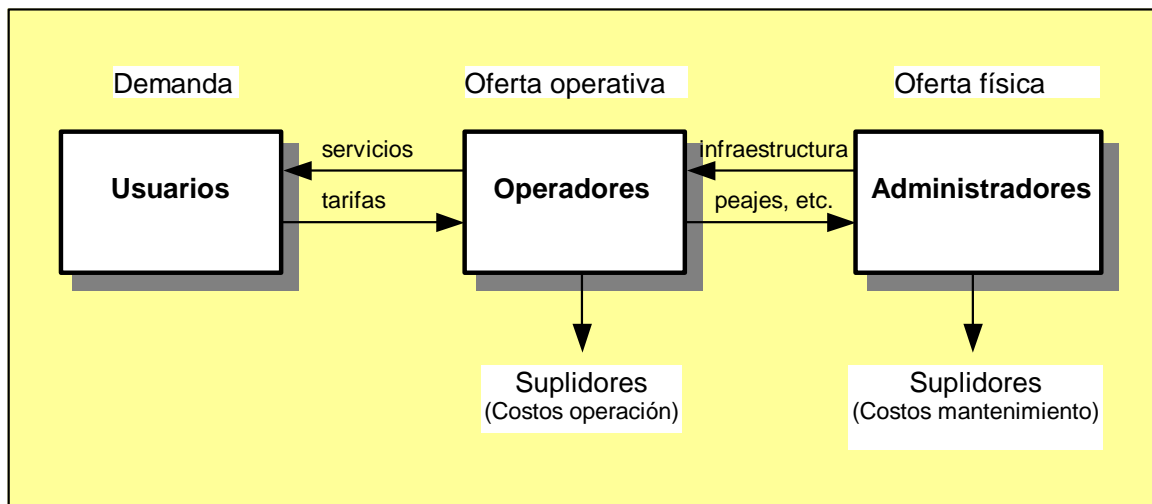 Demanda
Oferta operativa
Oferta física
servicios
infraestructura
Usuarios
Operadores
Administradores
tarifas
peajes, etc.
Suplidores
(Costos operación)
Suplidores
(Costos mantenimiento)